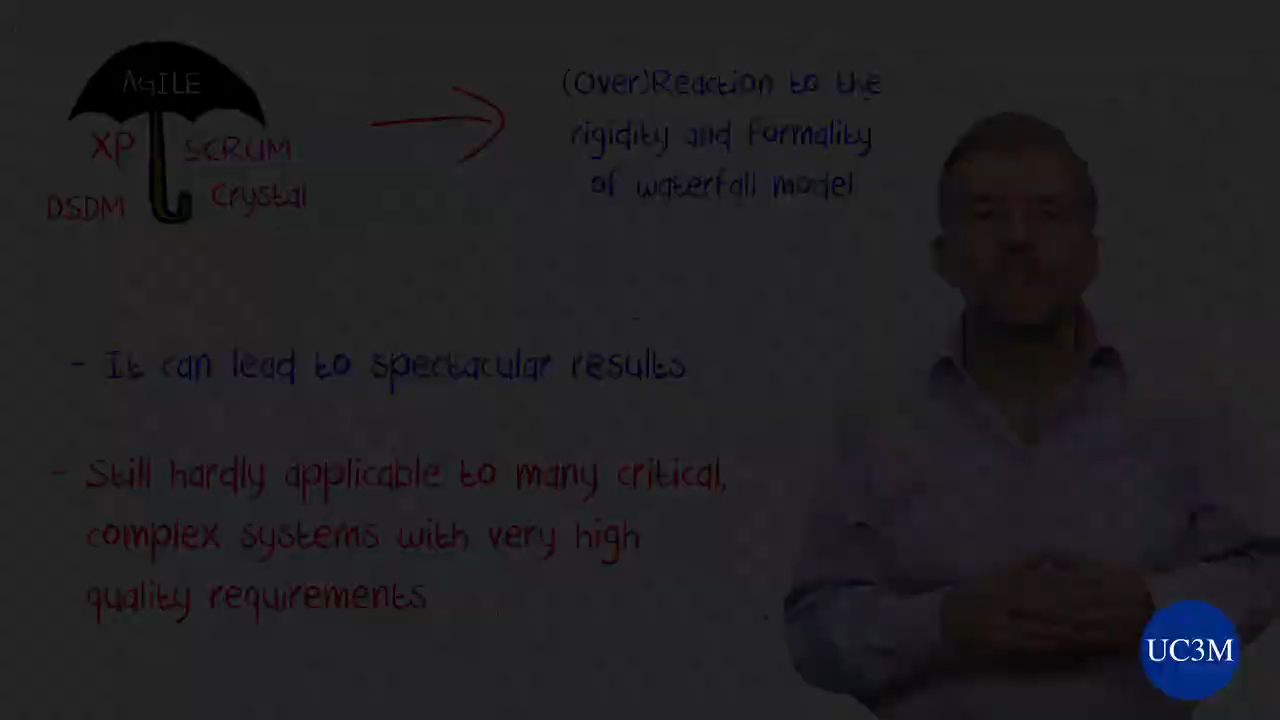 AGILE
XP SCRUM
DSDM Crystal
(Over)Reaction to the
rigidity and formality
of waterfall model
- It can lead to spectacular results
- Still hardly applicable to many critical,
complex systems with very high
quality requirements
UC3M